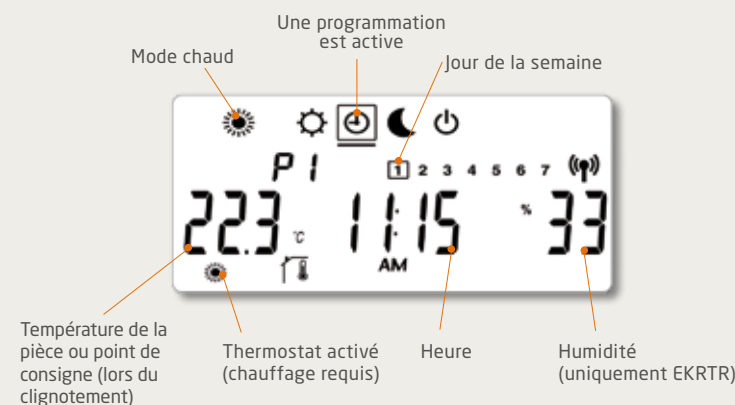 Une programmation
est active
Mode chaud
Jour de la semaine
P1
1 2 3 4 5 6 7
22.3 °C 11:15 % 33
AM
Température de la
pièce ou point de
consigne (lors du
clignotement)
Thermostat activé
(chauffage requis)
Heure
Humidité
(uniquement EKRTR)